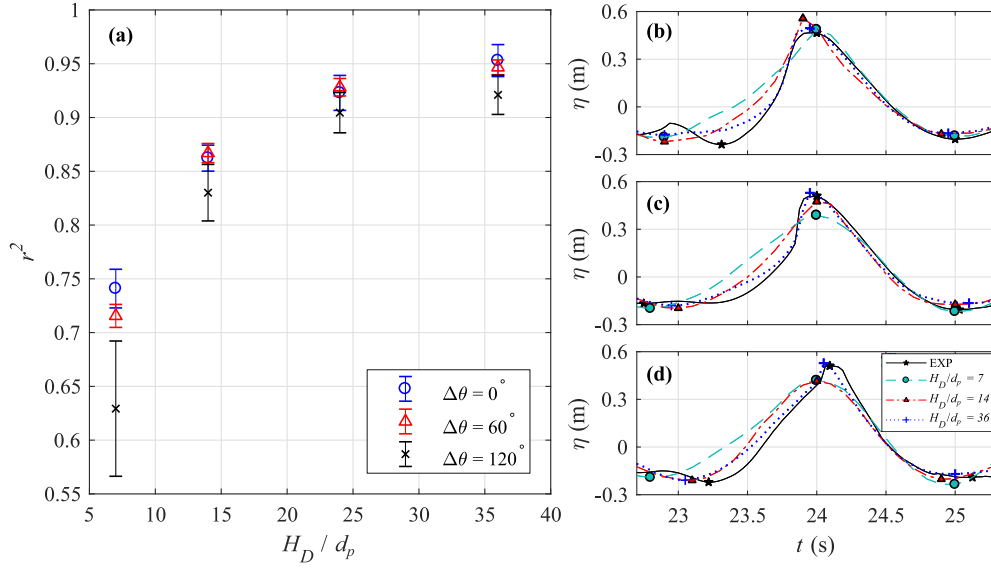 (a)
1
0.95
0.9
0.85
0.8
0.75
0.7
0.65
0.6
0.55
r²
5 10 15 20 25 30 35 40
H_D / d_p
Δθ = 0°
Δθ = 60°
Δθ = 120°
(b)
0.6
0.3
0
-0.3
η (m)
(c)
0.6
0.3
0
-0.3
η (m)
(d)
0.6
0.3
0
-0.3
η (m)
EXP
H_D/d_p = 7
H_D/d_p = 14
H_D/d_p = 36
23 23.5 24 24.5 25
t (s)